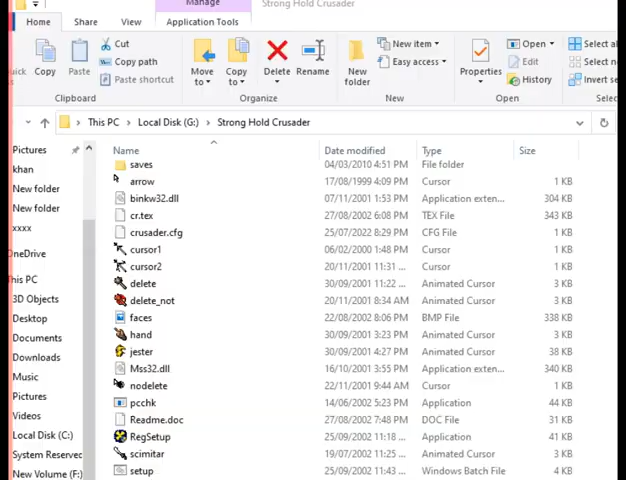 Manage
Strong Hold Crusader
Home Share View Application Tools
Copy
Paste
Cut
Copy path
Paste shortcut
Move to
Copy to
Delete
Rename
New folder
New item
Easy access
Properties
Open
Edit
History
Select
Invert
Clipboard Organize New Open
This PC > Local Disk (G:) > Strong Hold Crusader
Name Date modified Type Size
Pictures
khan
New folder
New folder
xxxx
OneDrive
This PC
3D Objects
Desktop
Documents
Downloads
Music
Pictures
Videos
Local Disk (C:)
System Reserved
New Volume (F:)
saves 04/03/2010 4:51 PM File folder
arrow 17/08/1999 4:09 PM Cursor 1 KB
binkw32.dll 07/11/2001 1:53 PM Application exten... 304 KB
cr.tex 27/08/2002 6:08 PM TEX File 343 KB
crusader.cfg 25/07/2022 8:29 PM CFG File 1 KB
cursor1 06/02/2000 1:48 PM Cursor 1 KB
cursor2 20/11/2001 11:31 ... Cursor 1 KB
delete 30/09/2001 11:22 ... Animated Cursor 3 KB
delete_not 20/11/2001 8:34 AM Animated Cursor 3 KB
faces 22/08/2002 8:06 PM BMP File 338 KB
hand 30/09/2001 3:23 PM Animated Cursor 3 KB
jester 30/09/2001 4:27 PM Animated Cursor 38 KB
Mss32.dll 16/10/2001 3:55 PM Application exten... 340 KB
nodelete 22/11/2001 9:44 AM Cursor 1 KB
pcchk 14/06/2002 5:23 PM Application 44 KB
Readme.doc 27/08/2002 7:48 PM DOC File 31 KB
RegSetup 25/09/2002 11:18 ... Application 41 KB
scimitar 19/07/2002 11:25 ... Animated Cursor 3 KB
setup 25/09/2002 11:43 ... Windows Batch File 4 KB